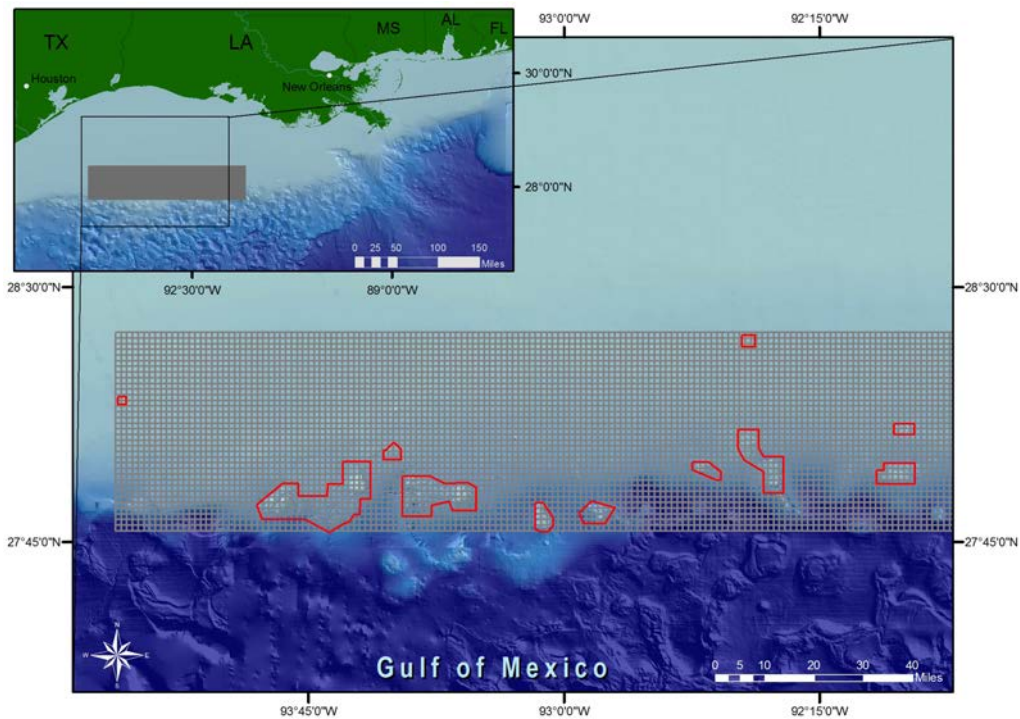 93°0'0"W 92°15'0"W
TX LA MS AL FL
Houston
New Orleans
30°0'0"N
28°0'0"N
0 25 50 100 150
Miles
28°30'0"N 92°30'0"W 89°0'0"W 28°30'0"N
27°45'0"N 27°45'0"N
N
W E
S
Gulf of Mexico
0 5 10 20 30 40
Miles
93°45'0"W 93°0'0"W 92°15'0"W